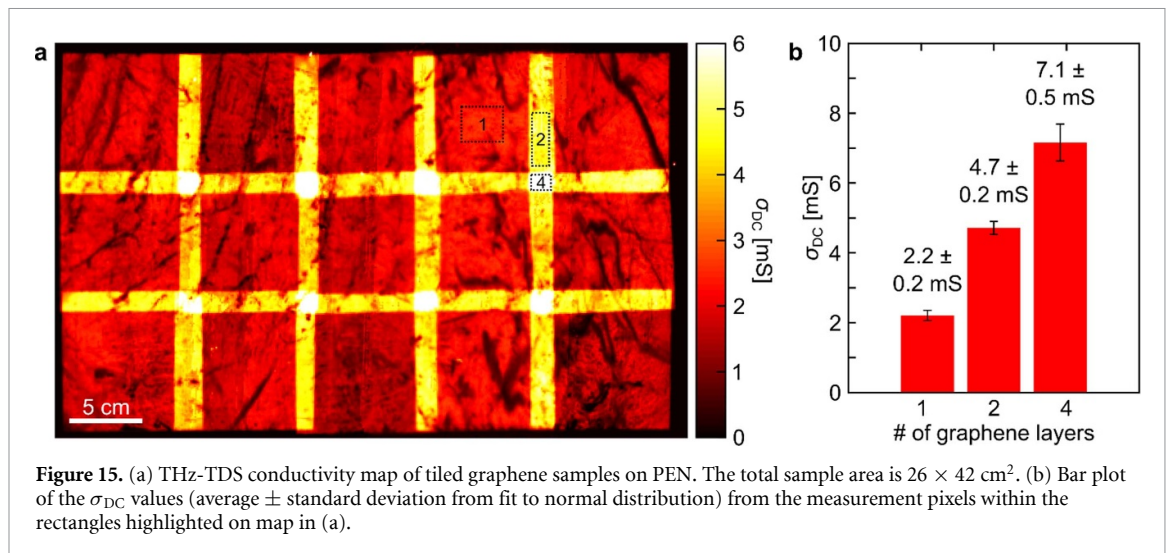 a
1
2
4
5 cm
6
5
4
3
2
1
0
σDC [mS]
b
10
8
6
4
2
0
σDC [mS]
2.2 ±
0.2 mS
4.7 ±
0.2 mS
7.1 ±
0.5 mS
1 2 4
# of graphene layers
Figure 15. (a) THz-TDS conductivity map of tiled graphene samples on PEN. The total sample area is 26 × 42 cm². (b) Bar plot
of the σDC values (average ± standard deviation from fit to normal distribution) from the measurement pixels within the
rectangles highlighted on map in (a).